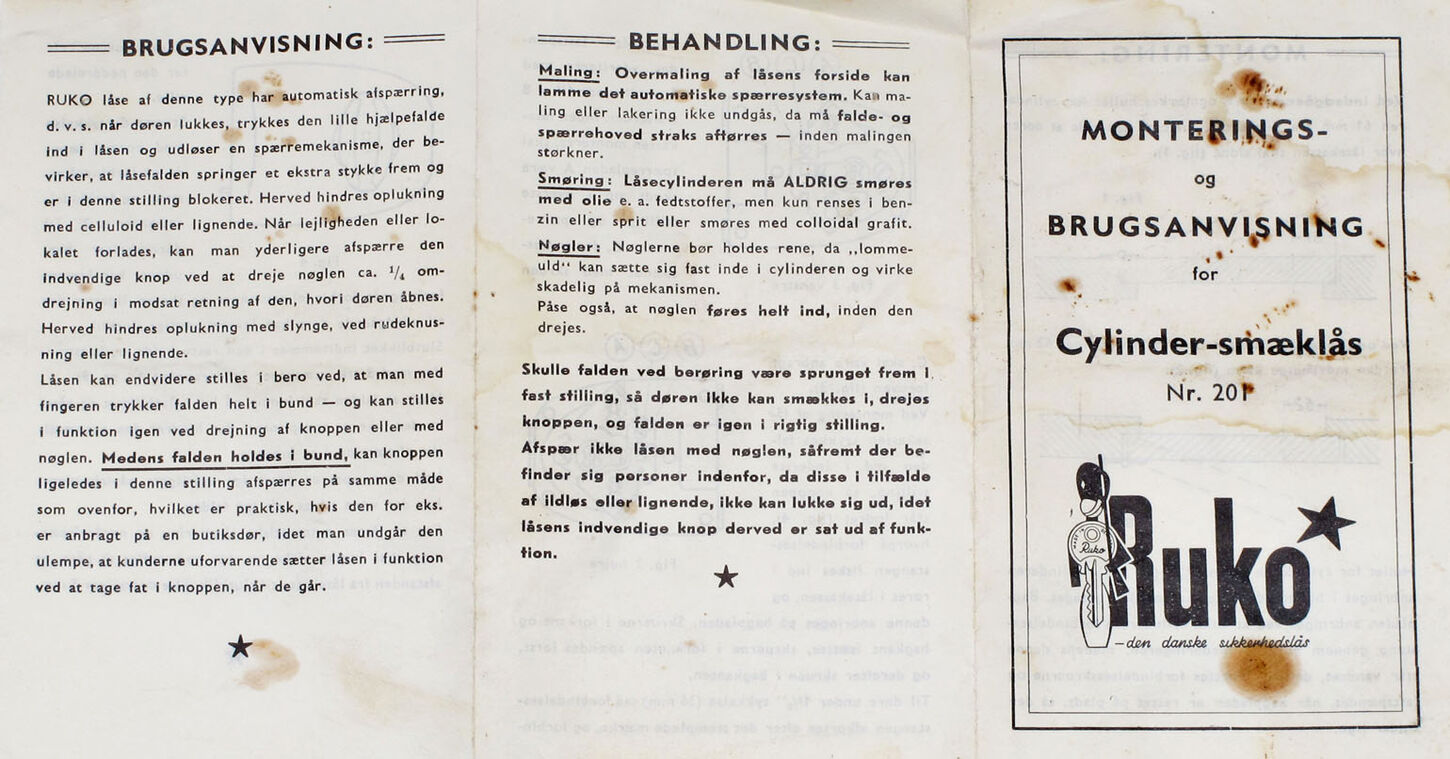 BRUGSANVISNING:
RUKO låse af denne type har automatisk afspærring,
d. v. s. når døren lukkes, trykkes den lille hjælpefalde
ind i låsen og udløser en spærremekanisme, der be-
virker, at låsefalden springer et ekstra stykke frem og
er i denne stilling blokeret. Herved hindres oplukning
med celluloid eller lignende. Når lejligheden eller lo-
kalet forlades, kan man yderligere afspærre den
indvendige knop ved at dreje nøglen ca. 1/4 om-
drejning i modsat retning af den, hvori døren åbnes.
Herved hindres oplukning med slynge, ved rudeknus-
ning eller lignende.
Låsen kan endvidere stilles i bero ved, at man med
fingeren trykker falden helt i bund — og kan stilles
i funktion igen ved drejning af knoppen eller med
nøglen. Medens falden holdes i bund, kan knoppen
ligeledes i denne stilling afspærres på samme måde
som ovenfor, hvilket er praktisk, hvis den for eks.
er anbragt på en butiksdør, idet man undgår den
ulempe, at kunderne uforvarende sætter låsen i funktion
ved at tage fat i knoppen, når de går.
BEHANDLING:
Maling: Overmaling af låsens forside kan
lamme det automatiske spærresystem. Kan ma-
ling eller lakering ikke undgås, da må falde- og
spærrehoved straks aftørres — inden malingen
størkner.
Smøring: Låsecylinderen må ALDRIG smøres
med olie e. a. fedtstoffer, men kun renses i ben-
zin eller sprit eller smøres med colloidal grafit.
Nøgler: Nøglerne bør holdes rene, da „lomme-
uld“ kan sætte sig fast inde i cylinderen og virke
skadelig på mekanismen.
Påse også, at nøglen føres helt ind, inden den
drejes.
Skulle falden ved berøring være sprunget frem i
fast stilling, så døren ikke kan smækkes i, drejes
knoppen, og falden er igen i rigtig stilling.
Afspær ikke låsen med nøglen, såfremt der be-
finder sig personer indenfor, da disse i tilfælde
af ildløs eller lignende, ikke kan lukke sig ud, idet
låsens indvendige knop derved er sat ud af funk-
tion.
MONTERINGS-
og
BRUGSANVISNING
for
Cylinder-smæklås
Nr. 201
Ruko
Ruko
– den danske sikkerhedslås